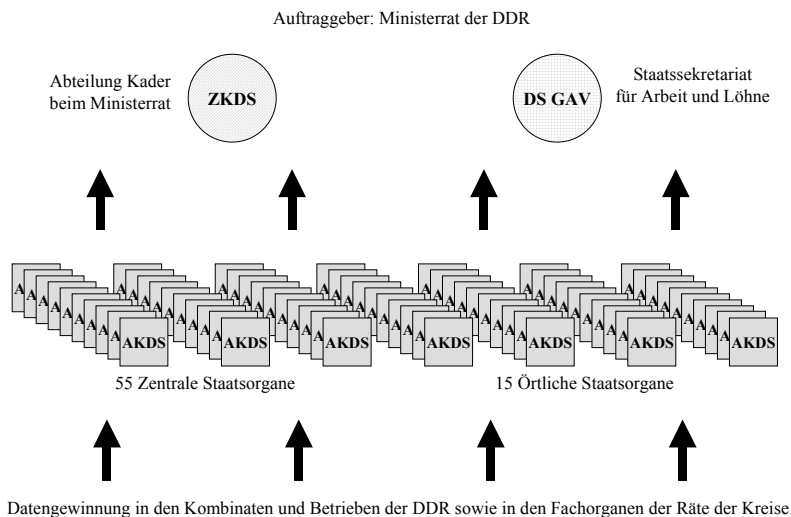 Auftraggeber: Ministerrat der DDR
Abteilung Kader
beim Ministerrat
ZKDS
DS GAV
Staatssekretariat
für Arbeit und Löhne
AKDS AKDS AKDS AKDS AKDS AKDS AKDS
55 Zentrale Staatsorgane
15 Örtliche Staatsorgane
Datengewinnung in den Kombinaten und Betrieben der DDR sowie in den Fachorganen der Räte der Kreise